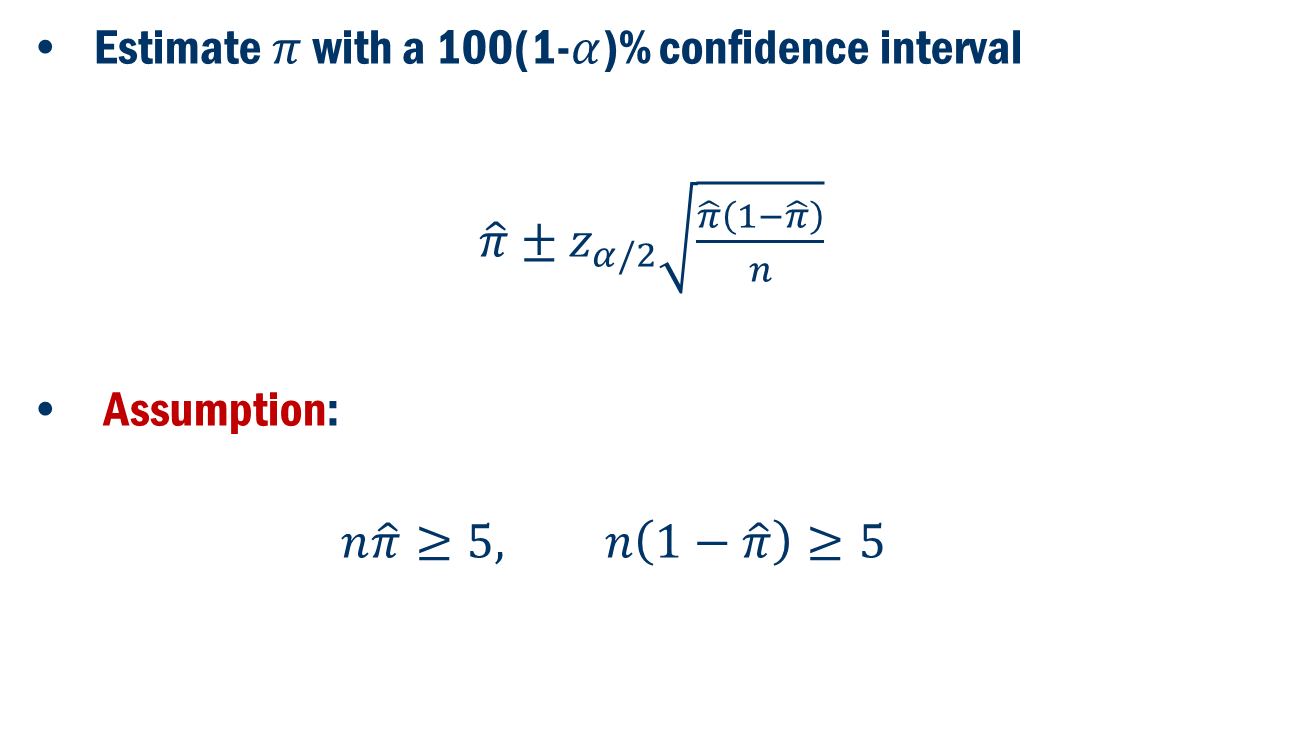 • Estimate π with a 100(1-α)% confidence interval
π̂ ± z_{α/2} √(π̂(1−π̂)/n)
• Assumption:
nπ̂ ≥ 5, n(1 − π̂) ≥ 5